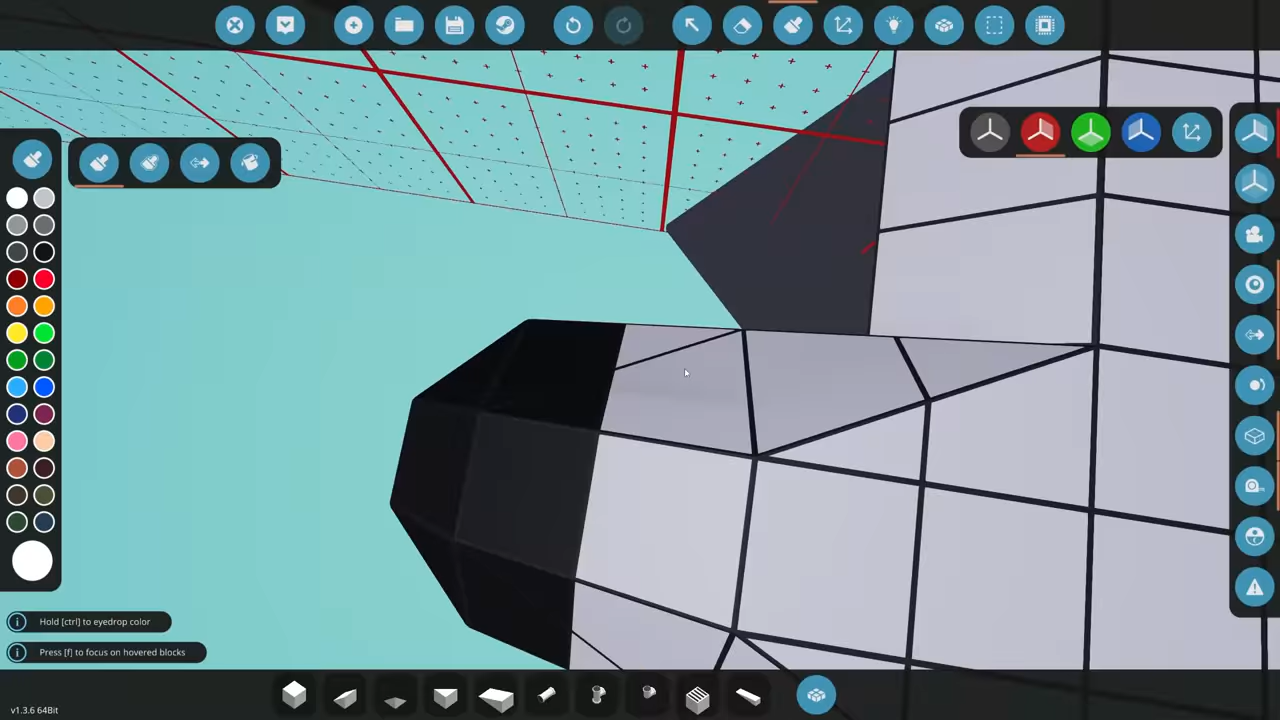 Hold [ctrl] to eyedrop color
Press [f] to focus on hovered blocks
v1.3.6 64Bit